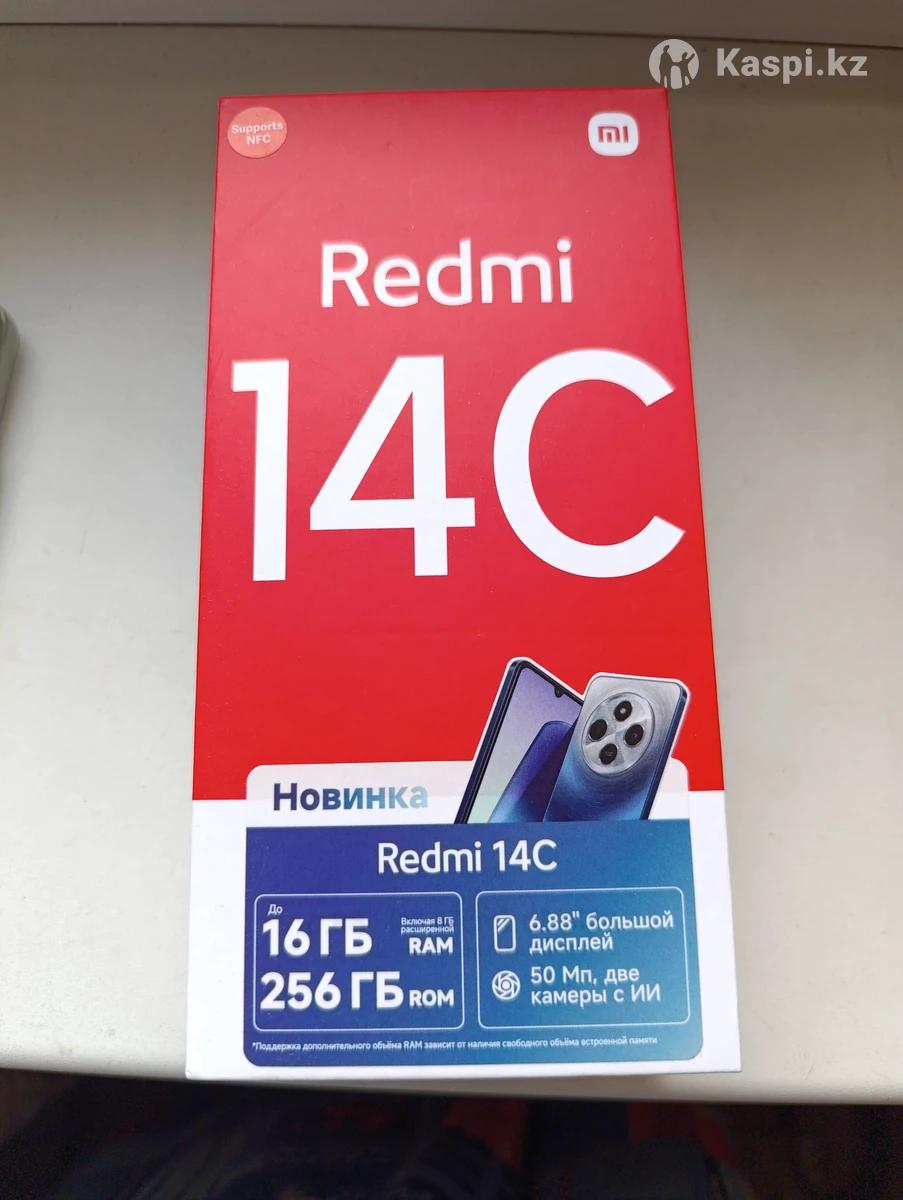 Kaspi.kz
Supports
NFC
Redmi
14C
Новинка
Redmi 14C
До
16 ГБ
Включая 8 ГБ
расширенной
RAM
256 ГБ ROM
6.88" большой
дисплей
50 Мп, две
камеры с ИИ
*Поддержка дополнительного объёма RAM зависит от наличия свободного объёма встроенной памяти